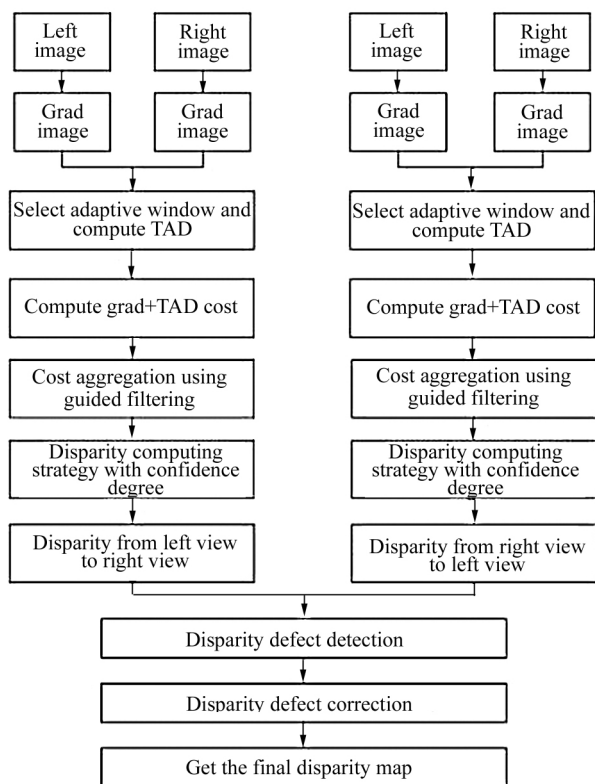 Left
image
Right
image
Left
image
Right
image
Grad
image
Grad
image
Grad
image
Grad
image
Select adaptive window and
compute TAD
Select adaptive window and
compute TAD
Compute grad+TAD cost
Compute grad+TAD cost
Cost aggregation using
guided filtering
Cost aggregation using
guided filtering
Disparity computing
strategy with confidence
degree
Disparity computing
strategy with confidence
degree
Disparity from left view
to right view
Disparity from right view
to left view
Disparity defect detection
Disparity defect correction
Get the final disparity map